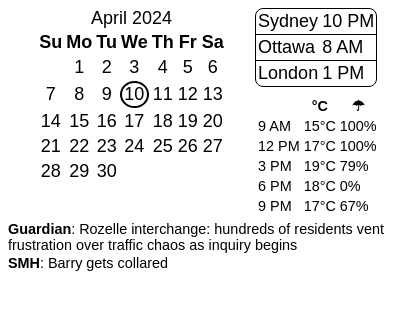 April 2024
Su Mo Tu We Th Fr Sa
1 2 3 4 5 6
7 8 9 10 11 12 13
14 15 16 17 18 19 20
21 22 23 24 25 26 27
28 29 30
Sydney 10 PM
Ottawa 8 AM
London 1 PM
°C ☂
9 AM 15°C 100%
12 PM 17°C 100%
3 PM 19°C 79%
6 PM 18°C 0%
9 PM 17°C 67%
Guardian: Rozelle interchange: hundreds of residents vent
frustration over traffic chaos as inquiry begins
SMH: Barry gets collared